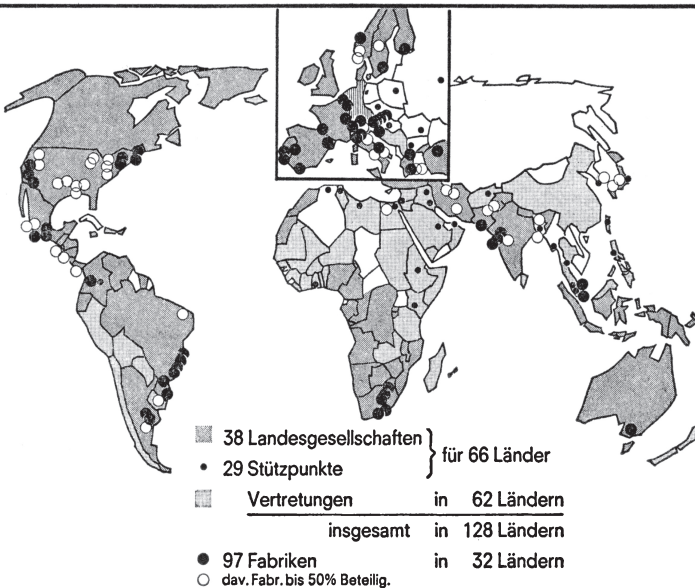 38 Landesgesellschaften
für 66 Länder
29 Stützpunkte
Vertretungen in 62 Ländern
insgesamt in 128 Ländern
97 Fabriken in 32 Ländern
dav. Fabr. bis 50% Beteilig.